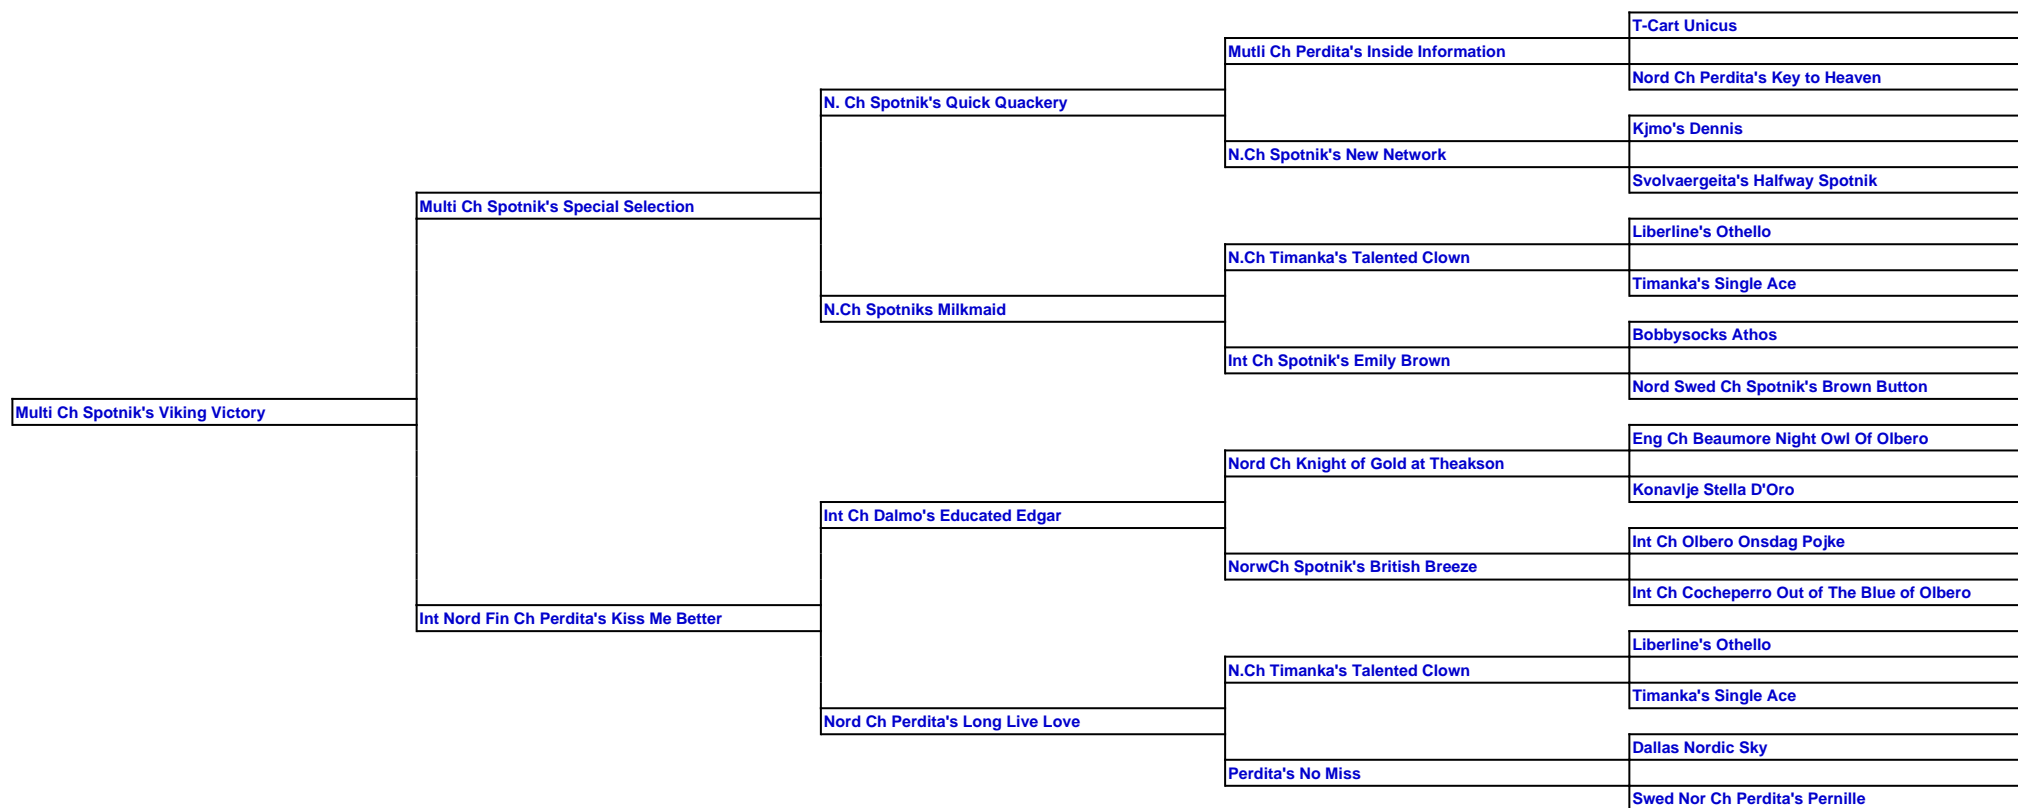 T-Cart Unicus
Mutli Ch Perdita's Inside Information
Nord Ch Perdita's Key to Heaven
N. Ch Spotnik's Quick Quackery
Kjmo's Dennis
N.Ch Spotnik's New Network
Svolvaergeita's Halfway Spotnik
Multi Ch Spotnik's Special Selection
Liberline's Othello
N.Ch Timanka's Talented Clown
Timanka's Single Ace
N.Ch Spotniks Milkmaid
Bobbysocks Athos
Int Ch Spotnik's Emily Brown
Nord Swed Ch Spotnik's Brown Button
Multi Ch Spotnik's Viking Victory
Eng Ch Beaumore Night Owl Of Olbero
Nord Ch Knight of Gold at Theakson
Konavlje Stella D'Oro
Int Ch Dalmo's Educated Edgar
Int Ch Olbero Onsdag Pojke
NorwCh Spotnik's British Breeze
Int Ch Cocheperro Out of The Blue of Olbero
Int Nord Fin Ch Perdita's Kiss Me Better
Liberline's Othello
N.Ch Timanka's Talented Clown
Timanka's Single Ace
Nord Ch Perdita's Long Live Love
Dallas Nordic Sky
Perdita's No Miss
Swed Nor Ch Perdita's Pernille